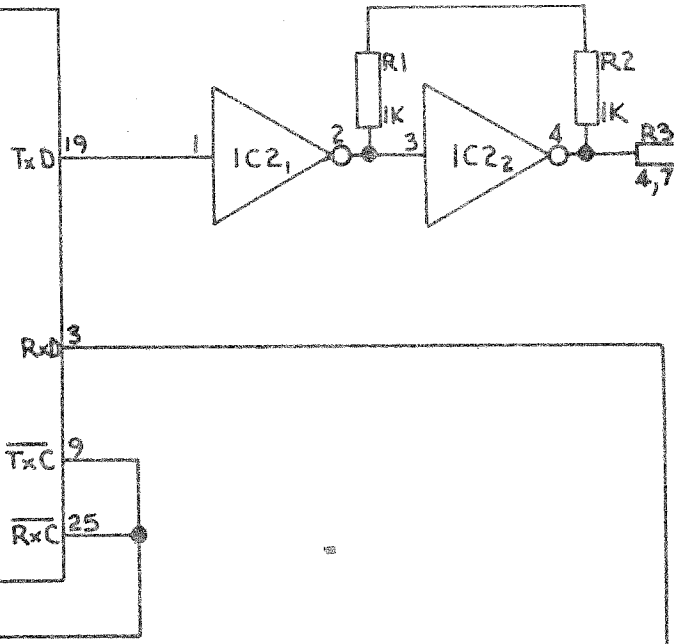 R1
R2
1K
1K
TxD
19
1
IC2₁
2
3
IC2₂
4
R3
4,7
RxD
3
TxC
9
RxC
25